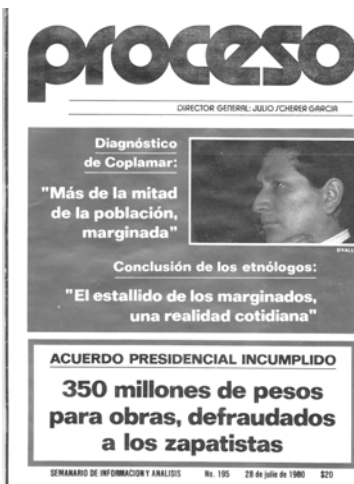 proceso
DIRECTOR GENERAL: JULIO SCHERER GARCIA
Diagnóstico
de Coplamar:
"Más de la mitad
de la población,
marginada"
OVALLE
Conclusión de los etnólogos:
"El estallido de los marginados,
una realidad cotidiana"
ACUERDO PRESIDENCIAL INCUMPLIDO
350 millones de pesos
para obras, defraudados
a los zapatistas
SEMANARIO DE INFORMACION Y ANALISIS No. 195 28 de julio de 1980 $20